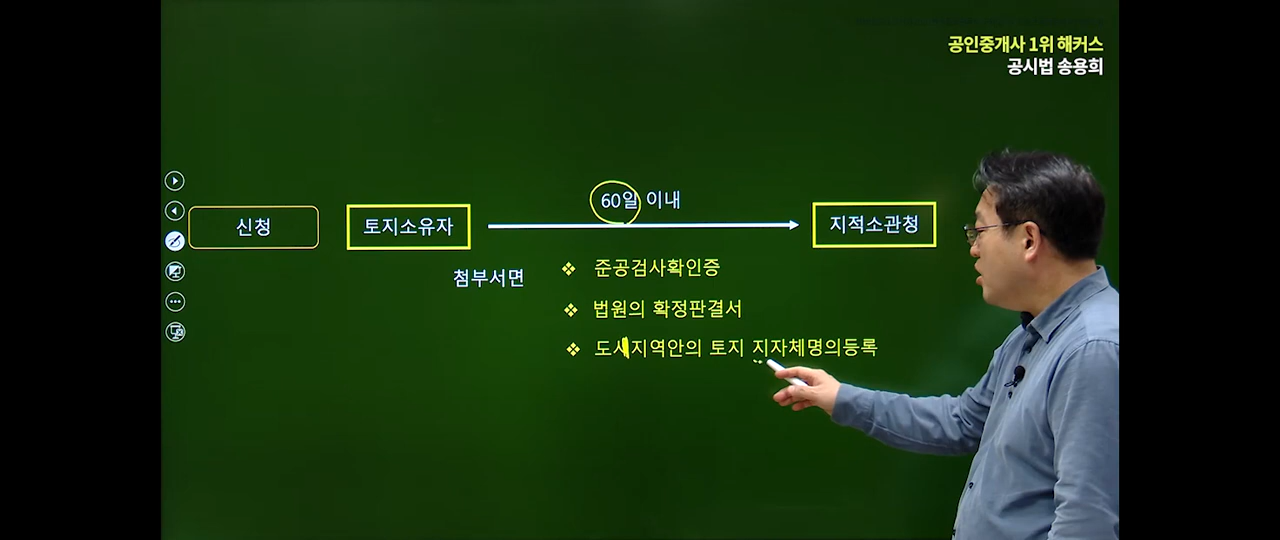 공인중개사 1위 해커스
공시법 송용희
60일 이내
신청
토지소유자
지적소관청
첨부서면
준공검사확인증
법원의 확정판결서
도시지역안의 토지 지자체명의등록